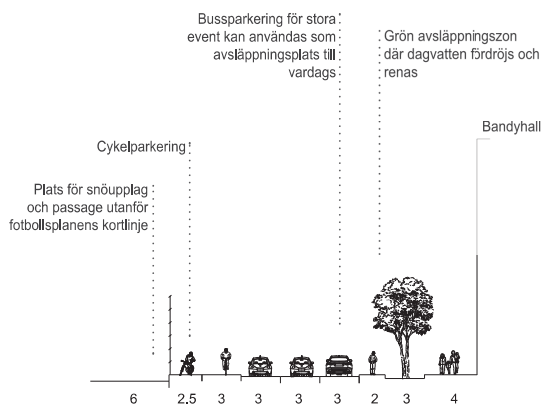 Bussparkering för stora
event kan användas som
avsläppningsplats till
vardags
Grön avsläppningszon
där dagvatten fördröjs och
renas
Bandyhall
Cykelparkering
Plats för snöupplag
och passage utanför
fotbollsplanens kortlinje
6 2,5 3 3 3 3 2 3 4